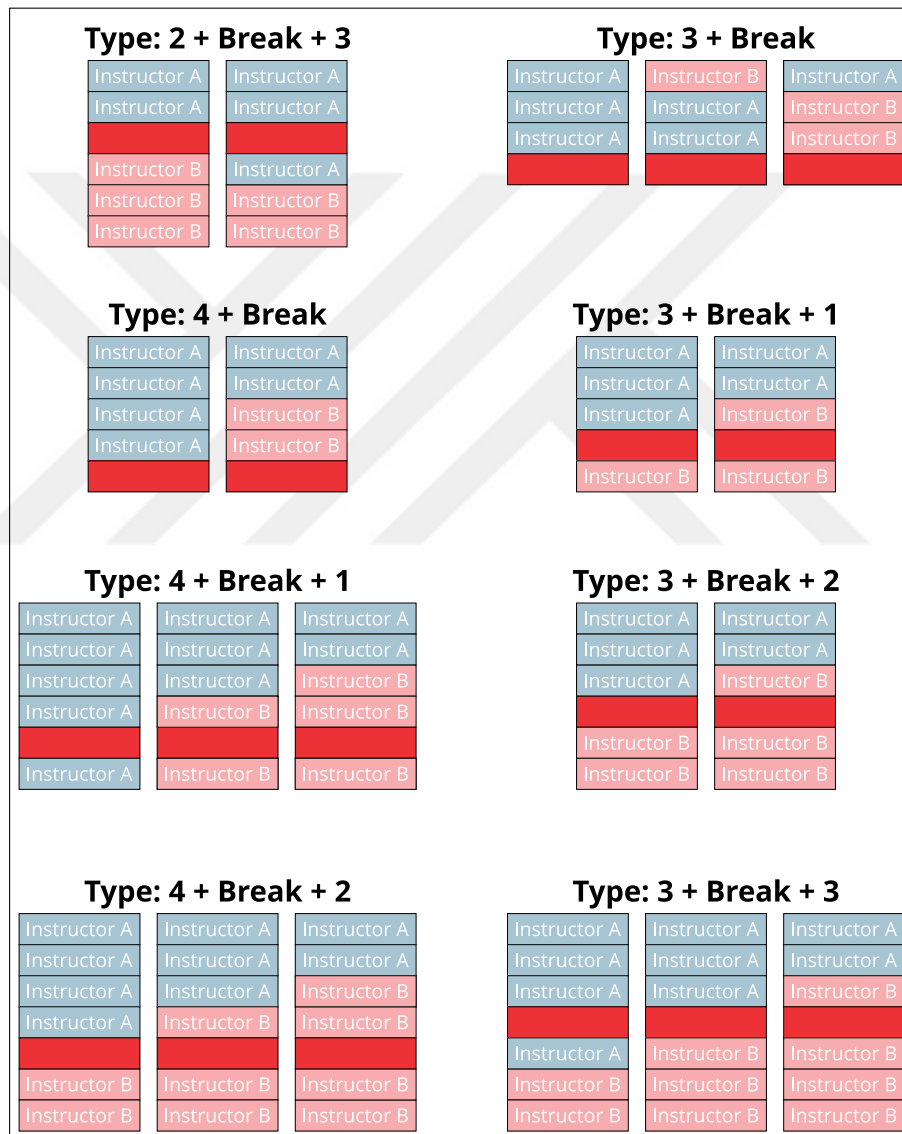 Type: 2 + Break + 3
Instructor A Instructor A
Instructor A Instructor A
Instructor B Instructor A
Instructor B Instructor B
Instructor B Instructor B
Type: 3 + Break
Instructor A Instructor B Instructor A
Instructor A Instructor A Instructor B
Instructor A Instructor A Instructor B
Type: 4 + Break
Instructor A Instructor A
Instructor A Instructor A
Instructor A Instructor B
Instructor A Instructor B
Type: 3 + Break + 1
Instructor A Instructor A
Instructor A Instructor A
Instructor A Instructor B
Instructor B Instructor B
Type: 4 + Break + 1
Instructor A Instructor A Instructor A
Instructor A Instructor A Instructor A
Instructor A Instructor A Instructor B
Instructor A Instructor B Instructor B
Instructor A Instructor B Instructor B
Type: 3 + Break + 2
Instructor A Instructor A
Instructor A Instructor A
Instructor A Instructor B
Instructor B Instructor B
Instructor B Instructor B
Type: 4 + Break + 2
Instructor A Instructor A Instructor A
Instructor A Instructor A Instructor A
Instructor A Instructor A Instructor B
Instructor A Instructor B Instructor B
Instructor B Instructor B Instructor B
Instructor B Instructor B Instructor B
Type: 3 + Break + 3
Instructor A Instructor A Instructor A
Instructor A Instructor A Instructor A
Instructor A Instructor A Instructor B
Instructor A Instructor B Instructor B
Instructor B Instructor B Instructor B
Instructor B Instructor B Instructor B